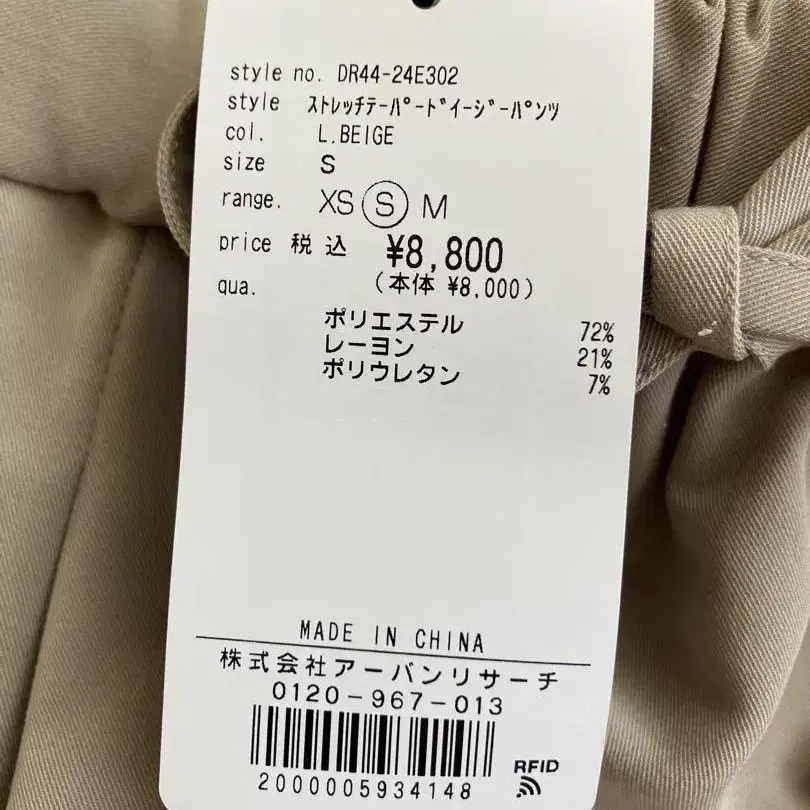 style no. DR44-24E302
style ｽﾄﾚｯﾁﾃｰﾊﾟｰﾄﾞｲｰｼﾞｰﾊﾟﾝﾂ
col. L.BEIGE
size S
range. XS S M
price 税込 ¥8,800
(本体 ¥8,000)
qua.
ポリエステル 72%
レーヨン 21%
ポリウレタン 7%
MADE IN CHINA
株式会社アーバンリサーチ
0120-967-013
RFID
2000005934148